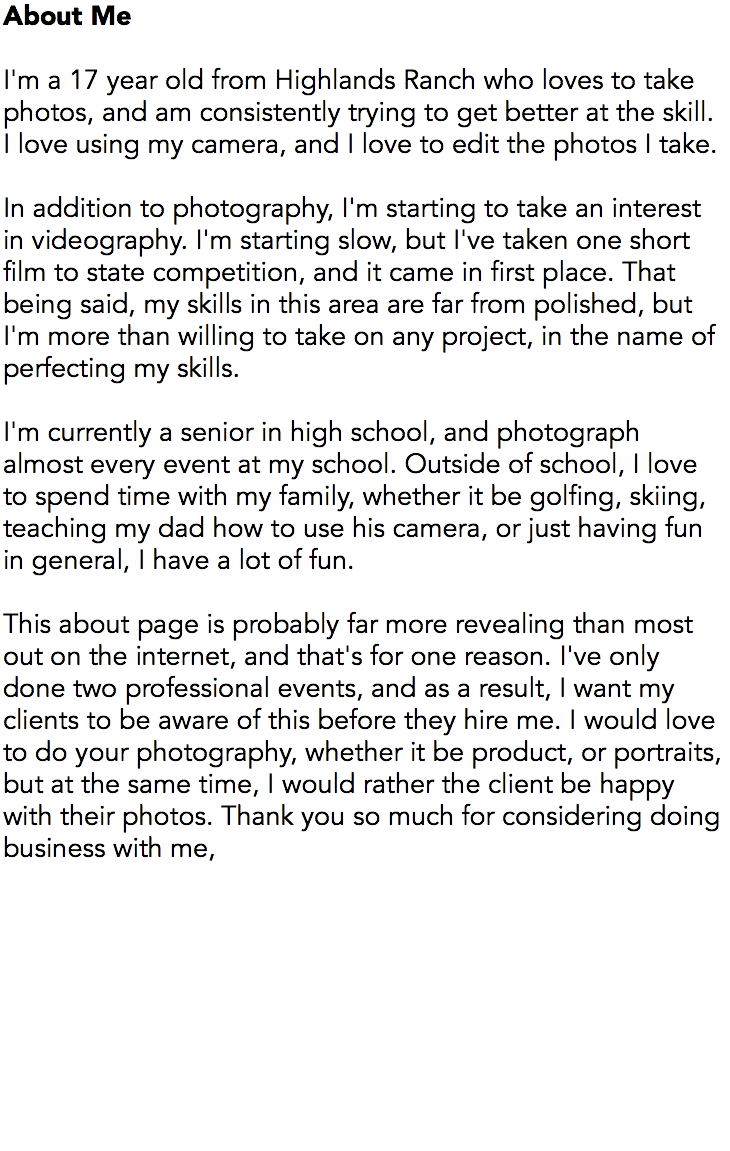 About Me
I'm a 17 year old from Highlands Ranch who loves to take
photos, and am consistently trying to get better at the skill.
I love using my camera, and I love to edit the photos I take.
In addition to photography, I'm starting to take an interest
in videography. I'm starting slow, but I've taken one short
film to state competition, and it came in first place. That
being said, my skills in this area are far from polished, but
I'm more than willing to take on any project, in the name of
perfecting my skills.
I'm currently a senior in high school, and photograph
almost every event at my school. Outside of school, I love
to spend time with my family, whether it be golfing, skiing,
teaching my dad how to use his camera, or just having fun
in general, I have a lot of fun.
This about page is probably far more revealing than most
out on the internet, and that's for one reason. I've only
done two professional events, and as a result, I want my
clients to be aware of this before they hire me. I would love
to do your photography, whether it be product, or portraits,
but at the same time, I would rather the client be happy
with their photos. Thank you so much for considering doing
business with me,